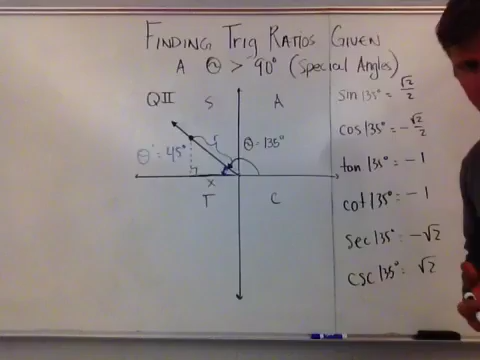 FINDING TRIG RATIOS GIVEN
A θ > 90° (Special Angles)
QII
S
A
r
θ = 135°
θ' = 45°
y
x
T
C
sin 135° = √2/2
cos 135° = -√2/2
tan 135° = -1
cot 135° = -1
sec 135° = -√2
csc 135° = √2